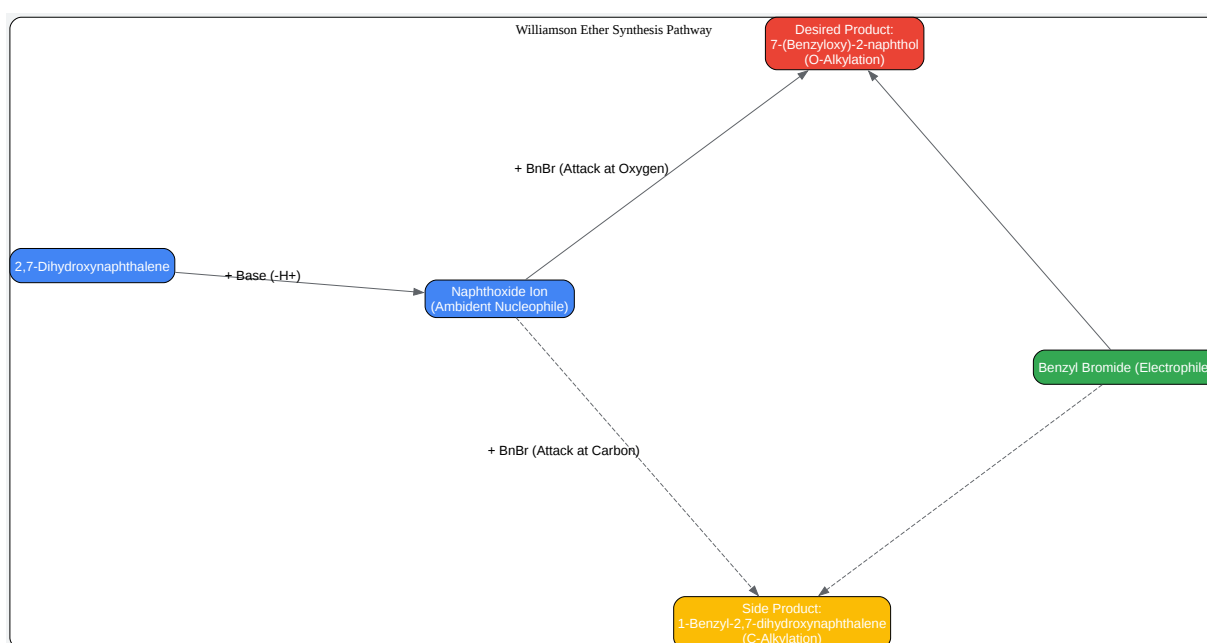 Williamson Ether Synthesis Pathway
Desired Product:
7-(Benzyloxy)-2-naphthol
(O-Alkylation)
+ BnBr (Attack at Oxygen)
2,7-Dihydroxynaphthalene
+ Base (-H+)
Naphthoxide Ion
(Ambident Nucleophile)
Benzyl Bromide (Electrophile
+ BnBr (Attack at Carbon)
Side Product:
1-Benzyl-2,7-dihydroxynaphthalene
(C-Alkylation)